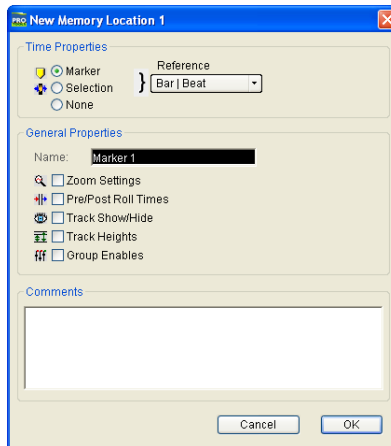 PRO New Memory Location 1
Time Properties
Marker
Selection
None
Reference
Bar | Beat
General Properties
Name: Marker 1
Zoom Settings
Pre/Post Roll Times
Track Show/Hide
Track Heights
Group Enables
Comments
Cancel OK